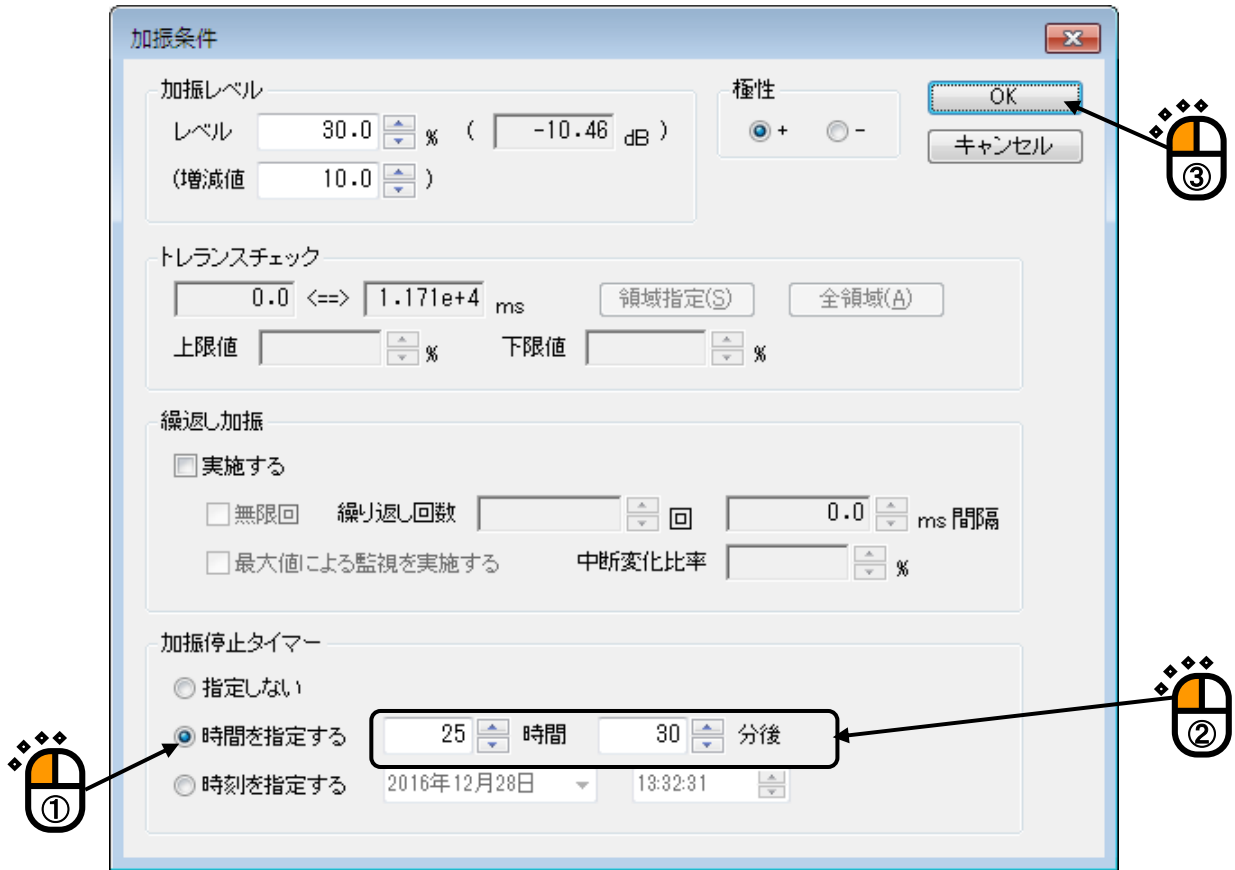 加振条件
加振レベル
レベル 30.0 % ( -10.46 dB )
(増減値 10.0 )
極性
+ -
OK
キャンセル
③
トレランスチェック
0.0 <==> 1.171e+4 ms 領域指定(S) 全領域(A)
上限値 % 下限値 %
繰返し加振
実施する
無限回 繰り返し回数 回 0.0 ms 間隔
最大値による監視を実施する 中断変化比率 %
加振停止タイマー
指定しない
時間を指定する 25 時間 30 分後
②
時刻を指定する 2016年12月28日 13:32:31
①